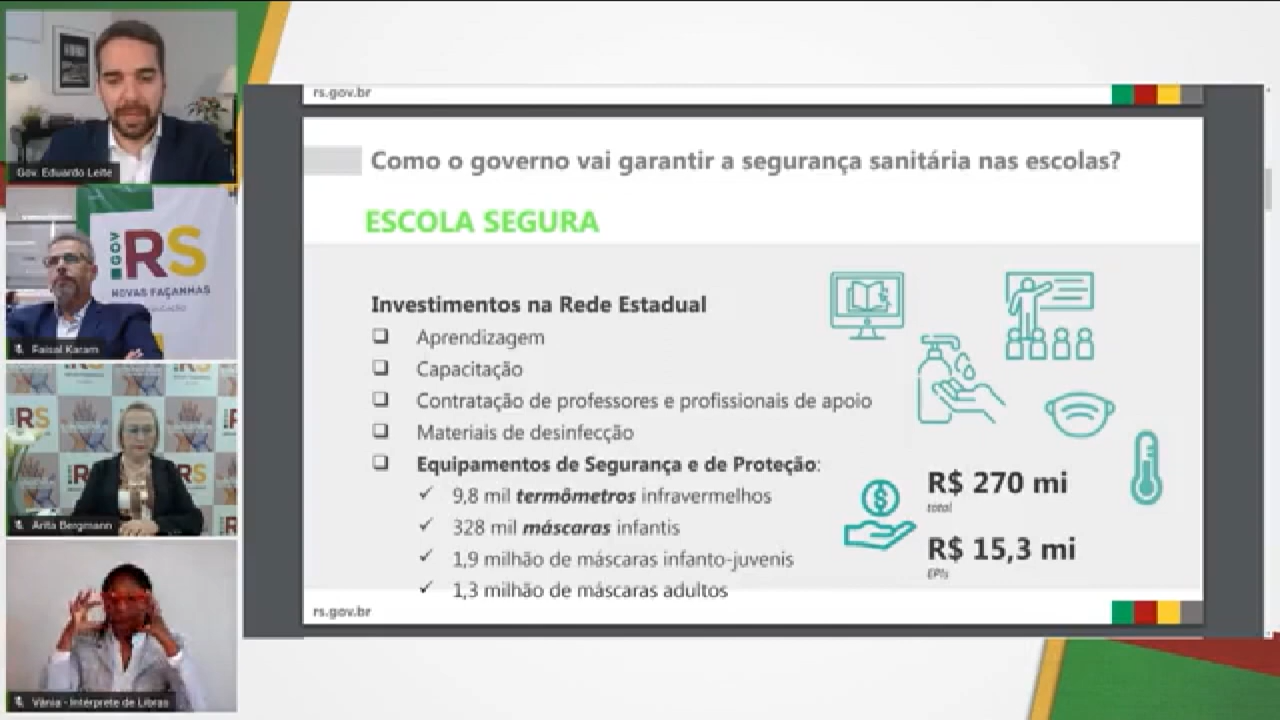 Gov. Eduardo Leite
GOV
RS
NOVAS FAÇANHAS
Faisal Karam
RS
Arita Bergmann
Vânia - Intérprete de Libras
rs.gov.br
Como o governo vai garantir a segurança sanitária nas escolas?
ESCOLA SEGURA
Investimentos na Rede Estadual
Aprendizagem
Capacitação
Contratação de professores e profissionais de apoio
Materiais de desinfecção
Equipamentos de Segurança e de Proteção:
9,8 mil termômetros infravermelhos
328 mil máscaras infantis
1,9 milhão de máscaras infanto-juvenis
1,3 milhão de máscaras adultos
R$ 270 mi
total
R$ 15,3 mi
EPIs
rs.gov.br